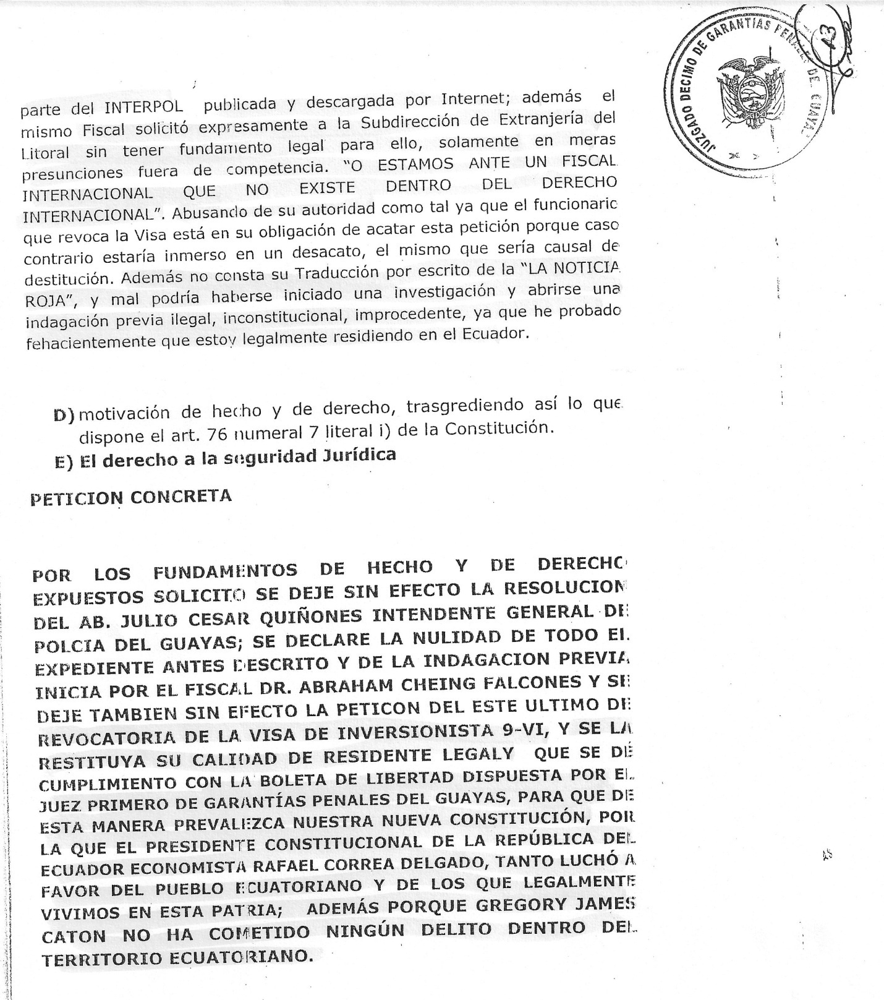 JUZGADO DECIMO DE GARANTIAS PENALES DE GUAYA
13
parte del INTERPOL publicada y descargada por Internet; además el
mismo Fiscal solicitó expresamente a la Subdirección de Extranjería del
Litoral sin tener fundamento legal para ello, solamente en meras
presunciones fuera de competencia. "O ESTAMOS ANTE UN FISCAL
INTERNACIONAL QUE NO EXISTE DENTRO DEL DERECHO
INTERNACIONAL". Abusando de su autoridad como tal ya que el funcionario
que revoca la Visa está en su obligación de acatar esta petición porque caso
contrario estaría inmerso en un desacato, el mismo que sería causal de
destitución. Además no consta su Traducción por escrito de la "LA NOTICIA
ROJA", y mal podría haberse iniciado una investigación y abrirse una
indagación previa ilegal, inconstitucional, improcedente, ya que he probado
fehacientemente que estoy legalmente residiendo en el Ecuador.
D) motivación de hecho y de derecho, trasgrediendo así lo que
dispone el art. 76 numeral 7 literal i) de la Constitución.
E) El derecho a la seguridad Jurídica
PETICION CONCRETA
POR LOS FUNDAMENTOS DE HECHO Y DE DERECHO
EXPUESTOS SOLICITO SE DEJE SIN EFECTO LA RESOLUCION
DEL AB. JULIO CESAR QUIÑONES INTENDENTE GENERAL DE
POLCIA DEL GUAYAS; SE DECLARE LA NULIDAD DE TODO EL
EXPEDIENTE ANTES DESCRITO Y DE LA INDAGACION PREVIA
INICIA POR EL FISCAL DR. ABRAHAM CHEING FALCONES Y SE
DEJE TAMBIEN SIN EFECTO LA PETICON DEL ESTE ULTIMO DE
REVOCATORIA DE LA VISA DE INVERSIONISTA 9-VI, Y SE LA
RESTITUYA SU CALIDAD DE RESIDENTE LEGALY QUE SE DÉ
CUMPLIMIENTO CON LA BOLETA DE LIBERTAD DISPUESTA POR EL
JUEZ PRIMERO DE GARANTÍAS PENALES DEL GUAYAS, PARA QUE DE
ESTA MANERA PREVALEZCA NUESTRA NUEVA CONSTITUCIÓN, POR
LA QUE EL PRESIDENTE CONSTITUCIONAL DE LA REPÚBLICA DEL
ECUADOR ECONOMISTA RAFAEL CORREA DELGADO, TANTO LUCHÓ A
FAVOR DEL PUEBLO ECUATORIANO Y DE LOS QUE LEGALMENTE
VIVIMOS EN ESTA PATRIA; ADEMÁS PORQUE GREGORY JAMES
CATON NO HA COMETIDO NINGÚN DELITO DENTRO DEL
TERRITORIO ECUATORIANO.